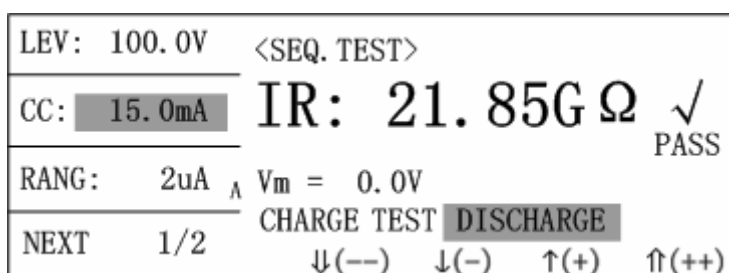 LEV: 100.0V
CC: 15.0mA
RANG: 2uA A
NEXT 1/2
<SEQ. TEST>
IR: 21.85GΩ √
PASS
Vm = 0.0V
CHARGE TEST DISCHARGE
⇓(--) ↓(-) ↑(+) ⇑(++)